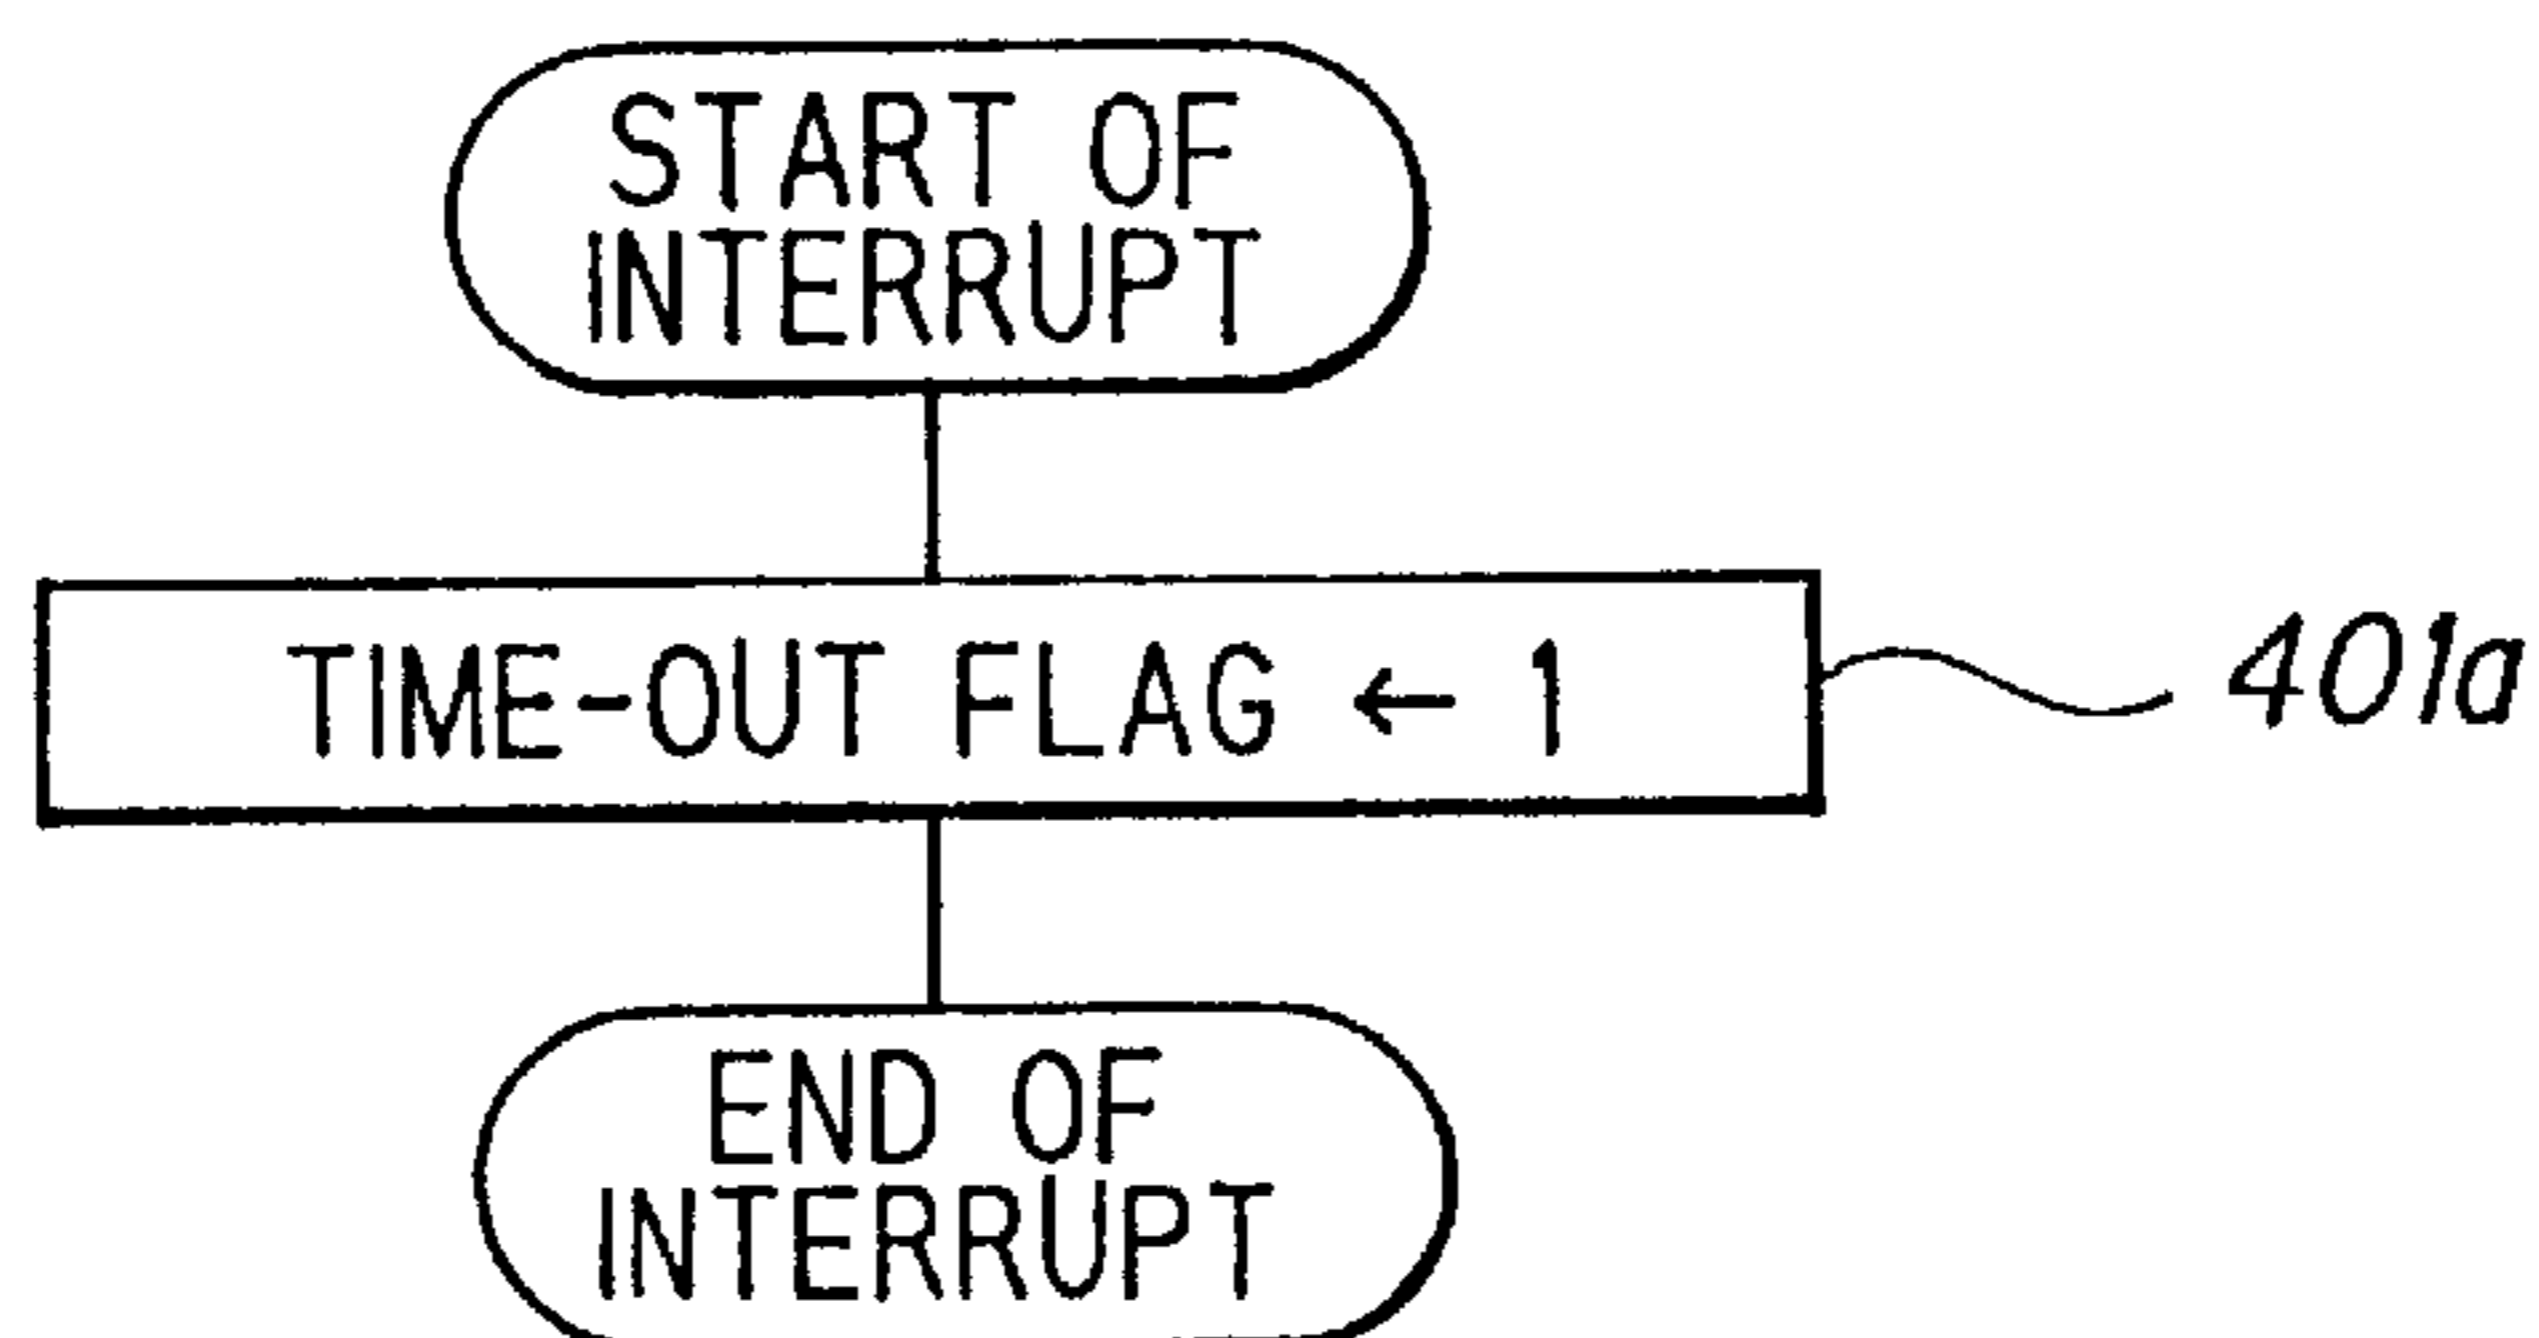 START OF
INTERRUPT
TIME-OUT FLAG ← 1
401a
END OF
INTERRUPT